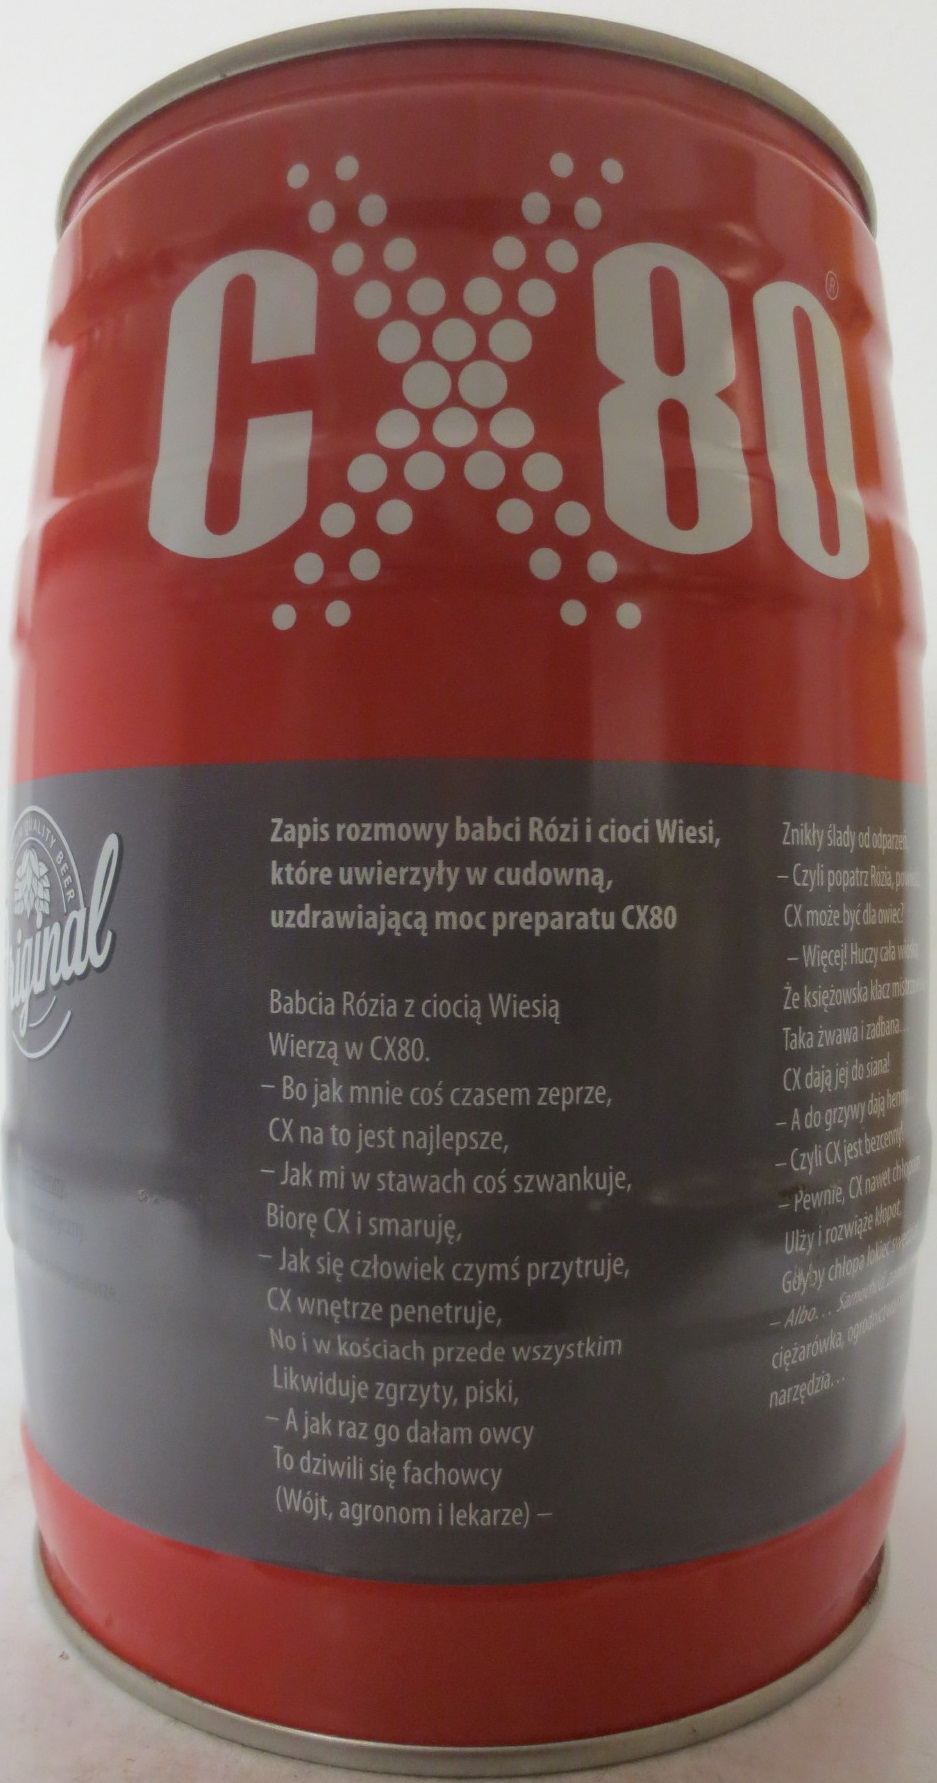 CX80®
QUALITY BEER
Original
Zapis rozmowy babci Rózi i cioci Wiesi,
które uwierzyły w cudowną,
uzdrawiającą moc preparatu CX80
Babcia Rózia z ciocią Wiesią
Wierzą w CX80.
– Bo jak mnie coś czasem zeprze,
CX na to jest najlepsze,
– Jak mi w stawach coś szwankuje,
Biorę CX i smaruję,
– Jak się człowiek czymś przytruje,
CX wnętrze penetruje,
No i w kościach przede wszystkim
Likwiduje zgrzyty, piski,
– A jak raz go dałam owcy
To dziwili się fachowcy
(Wójt, agronom i lekarze) –
Znikły ślady od odparzeń
– Czyli popatrz Rózia,
CX może być dla owiec?
– Więcej! Huczy cała
Że księżowska klacz
Taka żwawa i zadbana...
CX dają jej do siana!
– A do grzywy dają
– Czyli CX jest bezcenny!
– Pewnie, CX nawet chłopom
Ulży i rozwiąże kłopot,
Gdyby chłopa łokieć
– Albo...
ciężarówka,
narzędzia...